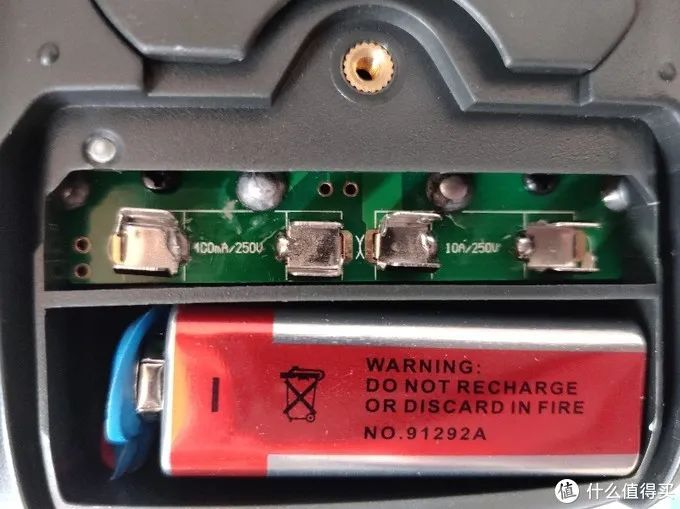 400mA/250V
10A/250V
WARNING:
DO NOT RECHARGE
OR DISCARD IN FIRE
NO.91292A
值 什么值得买